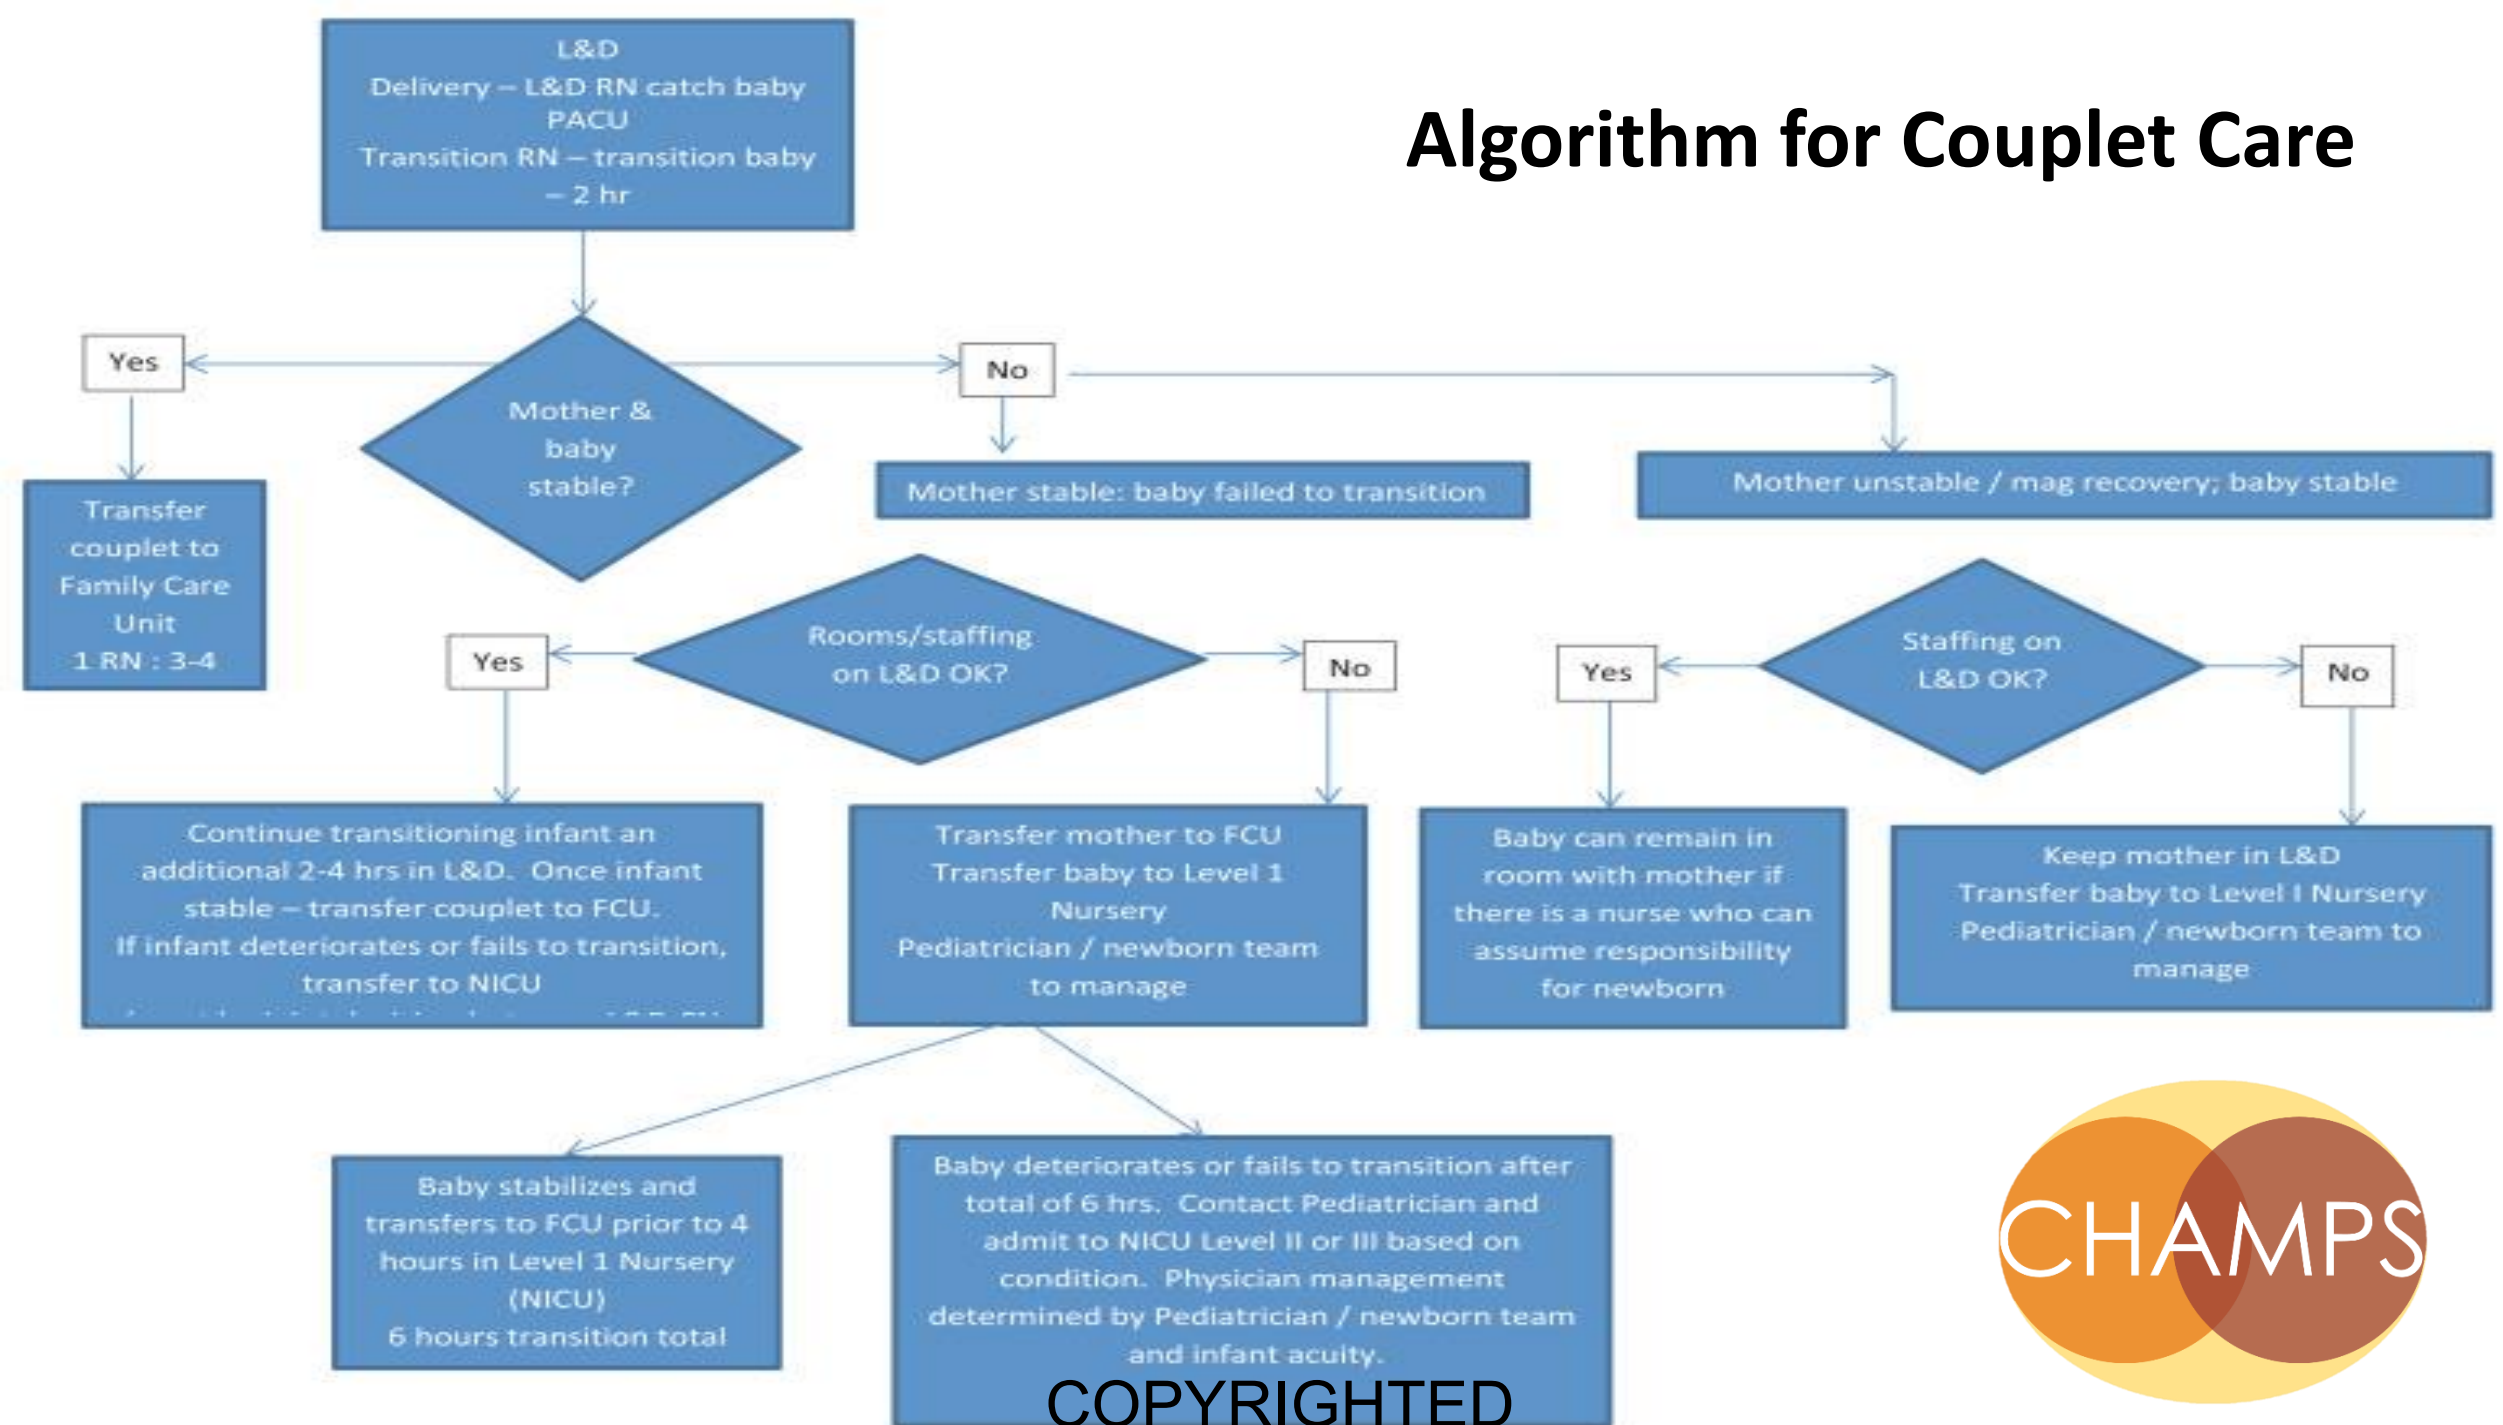 L&D
Delivery – L&D RN catch baby
PACU
Transition RN – transition baby
– 2 hr
Algorithm for Couplet Care
Yes
No
Mother &
baby
stable?
Transfer
couplet to
Family Care
Unit
1 RN : 3-4
Mother stable: baby failed to transition
Mother unstable / mag recovery; baby stable
Yes
Rooms/staffing
on L&D OK?
No
Yes
Staffing on
L&D OK?
No
Continue transitioning infant an
additional 2-4 hrs in L&D. Once infant
stable – transfer couplet to FCU.
If infant deteriorates or fails to transition,
transfer to NICU
Transfer mother to FCU
Transfer baby to Level 1
Nursery
Pediatrician / newborn team
to manage
Baby can remain in
room with mother if
there is a nurse who can
assume responsibility
for newborn
Keep mother in L&D
Transfer baby to Level I Nursery
Pediatrician / newborn team to
manage
Baby stabilizes and
transfers to FCU prior to 4
hours in Level 1 Nursery
(NICU)
6 hours transition total
Baby deteriorates or fails to transition after
total of 6 hrs. Contact Pediatrician and
admit to NICU Level II or III based on
condition. Physician management
determined by Pediatrician / newborn team
and infant acuity.
CHAMPS
COPYRIGHTED